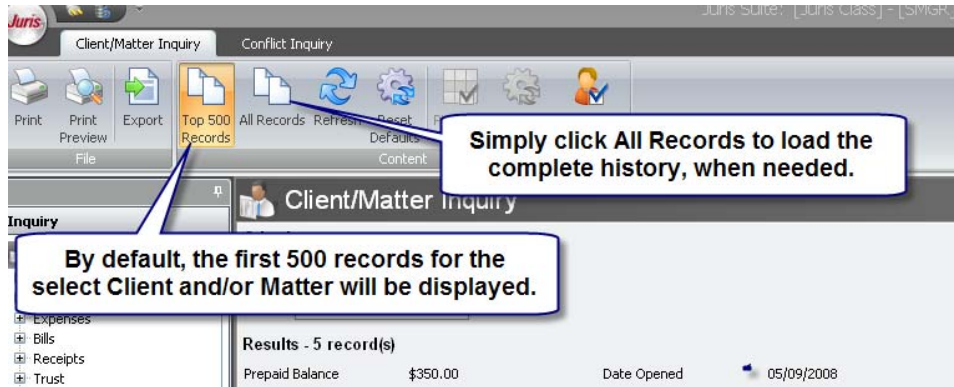 Juris
Juris Suite: [Juris Class] - [SMGR]
Client/Matter Inquiry Conflict Inquiry
Print Print Preview Export Top 500 Records All Records Refresh Reset Defaults
File Content
Simply click All Records to load the
complete history, when needed.
Client/Matter Inquiry
Inquiry
By default, the first 500 records for the
select Client and/or Matter will be displayed.
Expenses
Bills
Receipts
Trust
Results - 5 record(s)
Prepaid Balance $350.00 Date Opened 05/09/2008